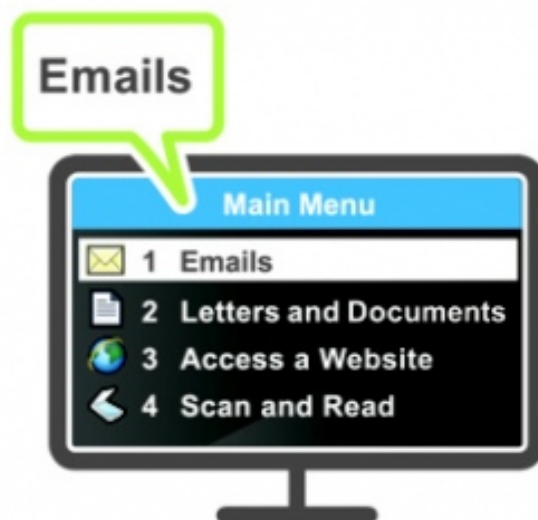 Emails
Main Menu
1 Emails
2 Letters and Documents
3 Access a Website
4 Scan and Read